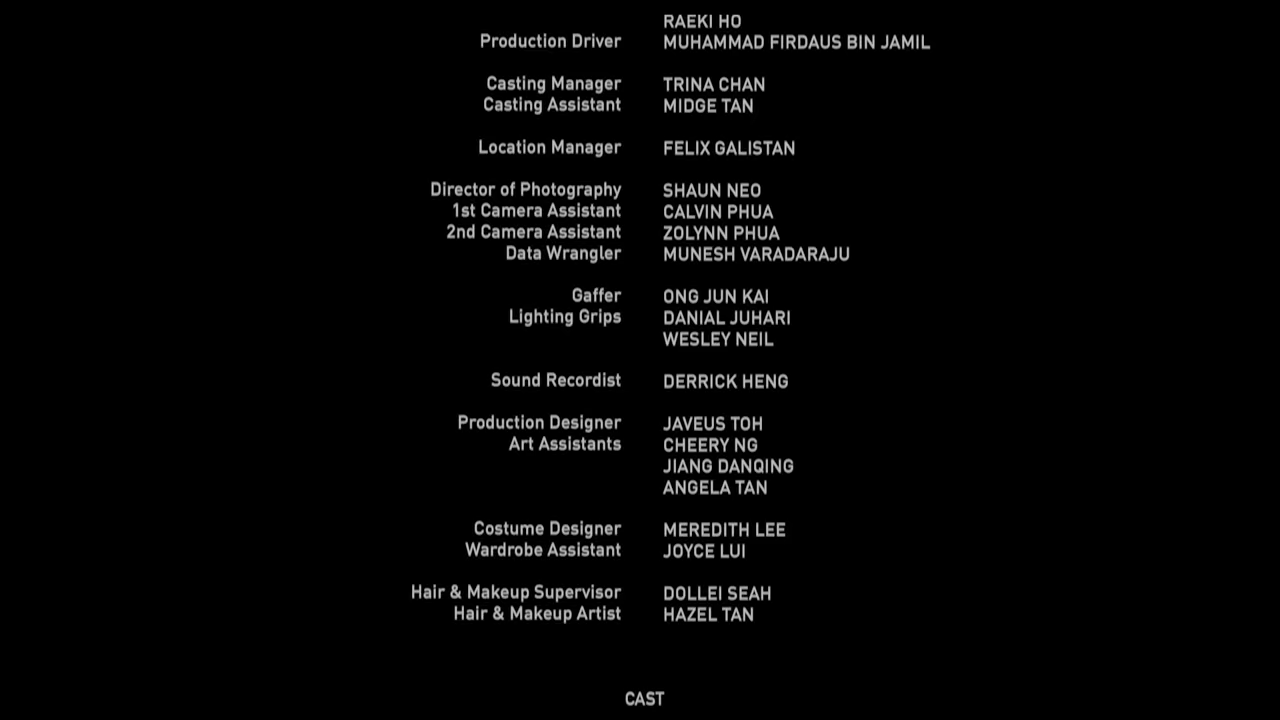 RAEKI HO
Production Driver MUHAMMAD FIRDAUS BIN JAMIL
Casting Manager TRINA CHAN
Casting Assistant MIDGE TAN
Location Manager FELIX GALISTAN
Director of Photography SHAUN NEO
1st Camera Assistant CALVIN PHUA
2nd Camera Assistant ZOLYNN PHUA
Data Wrangler MUNESH VARADARAJU
Gaffer ONG JUN KAI
Lighting Grips DANIAL JUHARI
WESLEY NEIL
Sound Recordist DERRICK HENG
Production Designer JAVEUS TOH
Art Assistants CHEERY NG
JIANG DANQING
ANGELA TAN
Costume Designer MEREDITH LEE
Wardrobe Assistant JOYCE LUI
Hair & Makeup Supervisor DOLLEI SEAH
Hair & Makeup Artist HAZEL TAN
CAST